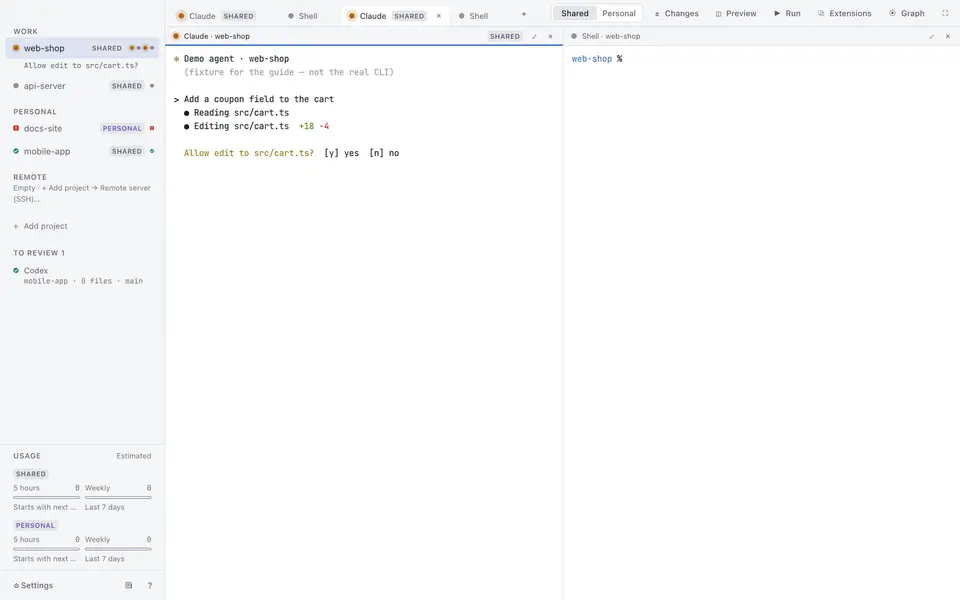 Claude SHARED Shell Claude SHARED × Shell + Shared Personal Changes Preview Run Extensions Graph
WORK
web-shop SHARED
Allow edit to src/cart.ts?
api-server SHARED
PERSONAL
docs-site PERSONAL
mobile-app SHARED
REMOTE
Empty · + Add project → Remote server
(SSH)…
+ Add project
TO REVIEW 1
Codex
mobile-app · 0 files · main
USAGE Estimated
SHARED
5 hours 0 Weekly 0
Starts with next … Last 7 days
PERSONAL
5 hours 0 Weekly 0
Starts with next … Last 7 days
Settings ?
Claude · web-shop SHARED ×
Demo agent · web-shop
(fixture for the guide — not the real CLI)
> Add a coupon field to the cart
● Reading src/cart.ts
● Editing src/cart.ts +18 -4
Allow edit to src/cart.ts? [y] yes [n] no
Shell · web-shop ×
web-shop %